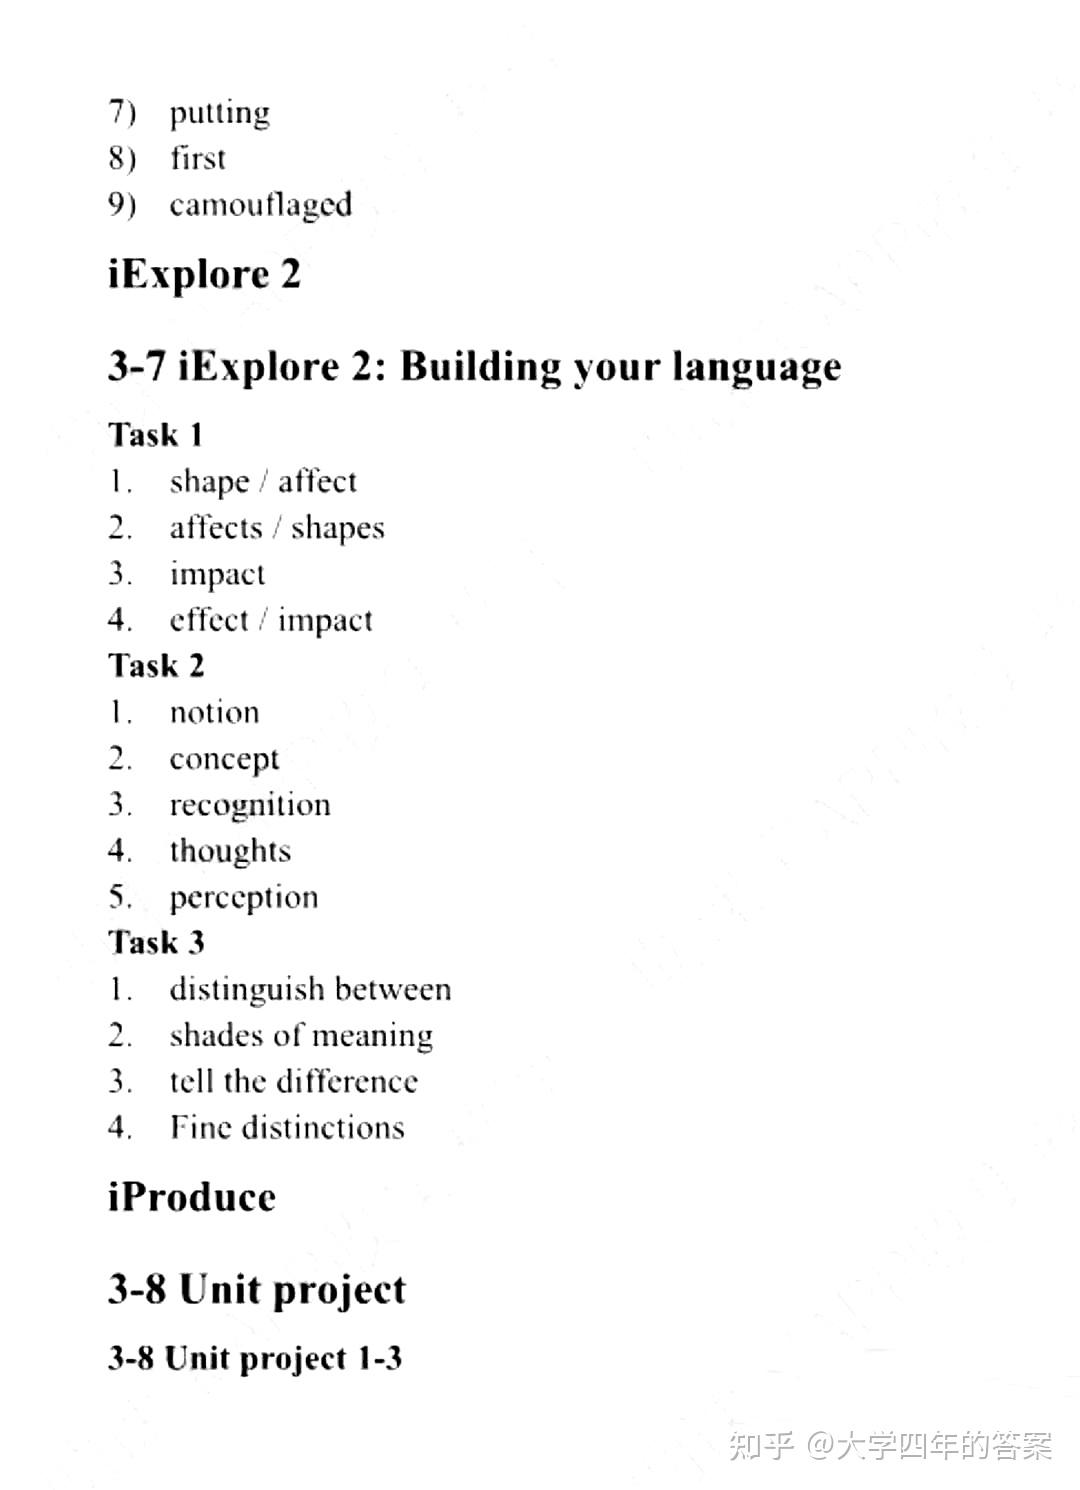 7) putting
8) first
9) camouflaged
iExplore 2
3-7 iExplore 2: Building your language
Task 1
1. shape / affect
2. affects / shapes
3. impact
4. effect / impact
Task 2
1. notion
2. concept
3. recognition
4. thoughts
5. perception
Task 3
1. distinguish between
2. shades of meaning
3. tell the difference
4. Fine distinctions
iProduce
3-8 Unit project
3-8 Unit project 1-3
知乎 @大学四年的答案